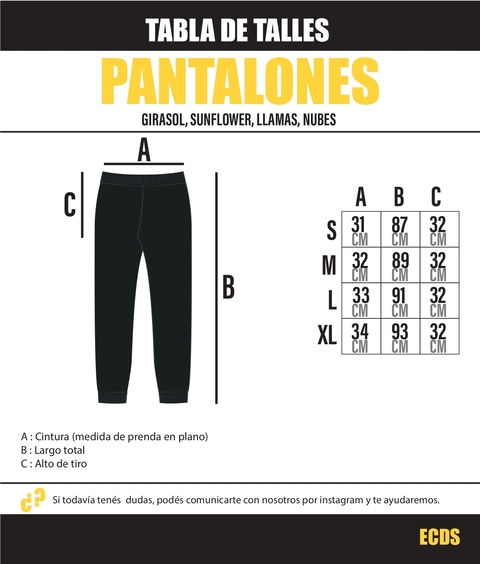 TABLA DE TALLES
PANTALONES
GIRASOL, SUNFLOWER, LLAMAS, NUBES
A
C
B
A B C
S 31 CM 87 CM 32 CM
M 32 CM 89 CM 32 CM
L 33 CM 91 CM 32 CM
XL 34 CM 93 CM 32 CM
A : Cintura (medida de prenda en plano)
B : Largo total
C : Alto de tiro
¿? Si todavía tenés dudas, podés comunicarte con nosotros por instagram y te ayudaremos.
ECDS